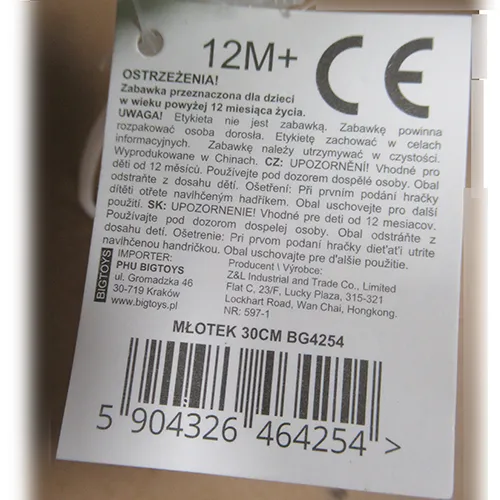 12M+ CE
OSTRZEŻENIA!
Zabawka przeznaczona dla dzieci
w wieku powyżej 12 miesiąca życia.
UWAGA! Etykieta nie jest zabawką. Zabawkę powinna
rozpakować osoba dorosła. Etykietę zachować w celach
informacyjnych. Zabawkę należy utrzymywać w czystości.
Wyprodukowane w Chinach. CZ: UPOZORNĚNÍ! Vhodné pro
děti od 12 měsíců. Používejte pod dozorem dospělé osoby. Obal
odstraňte z dosahu dětí. Ošetření: Při prvním podání hračky
dítěti otřete navlhčeným hadříkem. Obal uschovejte pro další
použití. SK: UPOZORNENIE! Vhodné pre deti od 12 mesiacov.
Používajte pod dozorom dospelej osoby. Obal odstráňte z
dosahu detí. Ošetrenie: Pri prvom podaní hračky dieťaťi utrite
navlhčenou handričkou. Obal uschovajte pre ďalšie použitie.
BIGTOYS
IMPORTER:
PHU BIGTOYS
ul. Gromadzka 46
30-719 Kraków
www.bigtoys.pl
Producent \ Výrobce:
Z&L Industrial and Trade Co., Limited
Flat C, 23/F, Lucky Plaza, 315-321
Lockhart Road, Wan Chai, Hongkong.
NR: 597-1
MŁOTEK 30CM BG4254
5 904326 464254 >